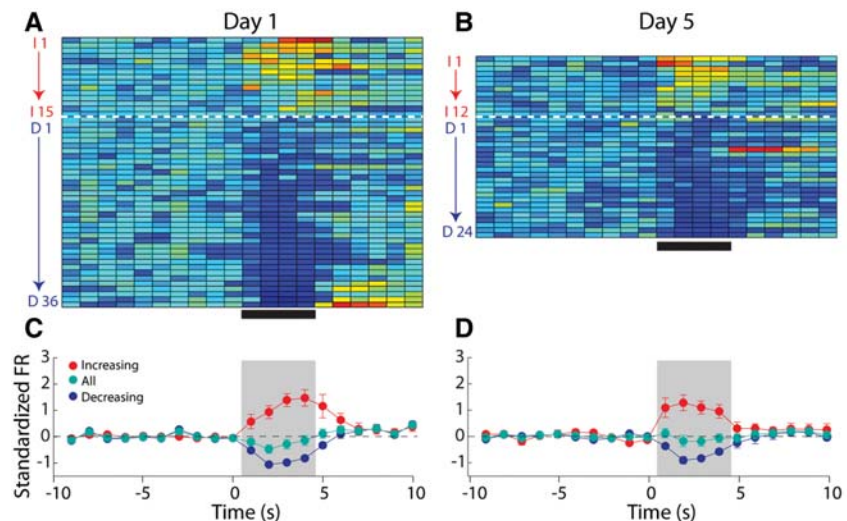 A
Day 1
I 1
I 15
D 1
D 36
B
Day 5
I 1
I 12
D 1
D 24
C
Standardized FR
3
2
1
0
-1
Increasing
All
Decreasing
-10
-5
0
5
10
Time (s)
D
3
2
1
0
-1
-10
-5
0
5
10
Time (s)